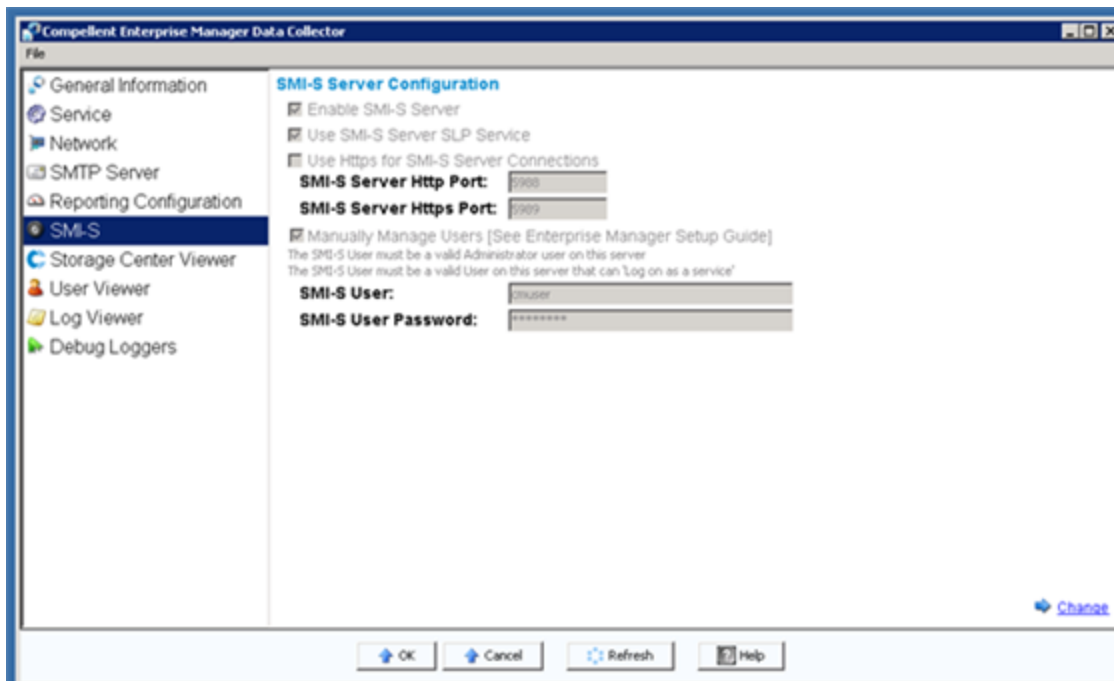 Compellent Enterprise Manager Data Collector
File
General Information
Service
Network
SMTP Server
Reporting Configuration
SMI-S
Storage Center Viewer
User Viewer
Log Viewer
Debug Loggers
SMI-S Server Configuration
Enable SMI-S Server
Use SMI-S Server SLP Service
Use Https for SMI-S Server Connections
SMI-S Server Http Port: 5988
SMI-S Server Https Port: 5989
Manually Manage Users [See Enterprise Manager Setup Guide]
The SMI-S User must be a valid Administrator user on this server
The SMI-S User must be a valid User on this server that can 'Log on as a service'
SMI-S User: cmuser
SMI-S User Password: ********
Change
OK Cancel Refresh Help